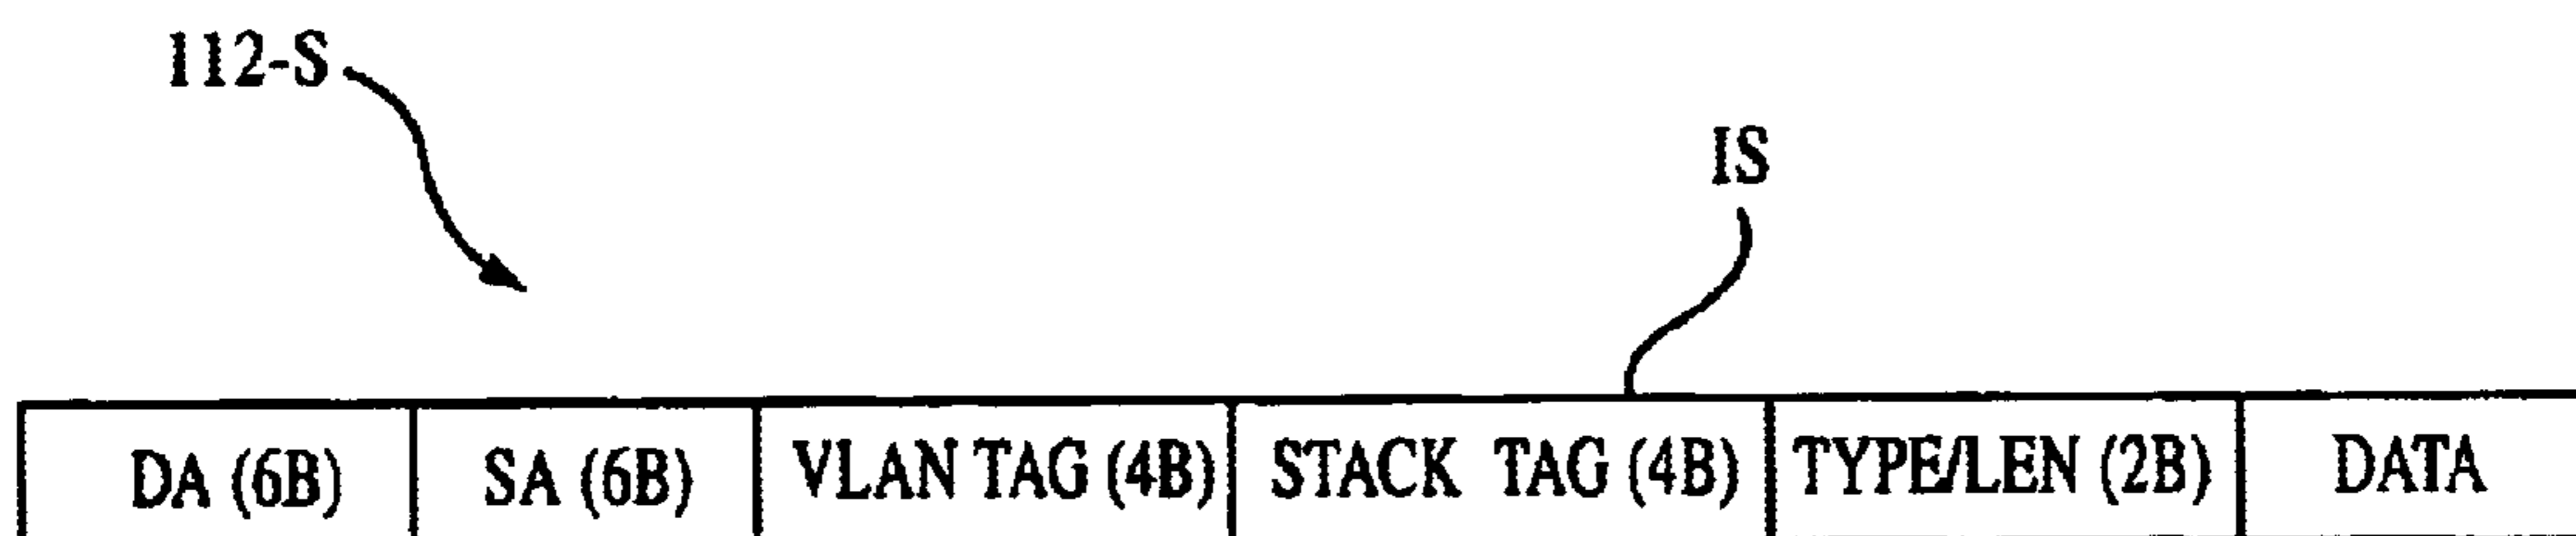 112-S
IS
DA (6B) SA (6B) VLAN TAG (4B) STACK TAG (4B) TYPE/LEN (2B) DATA